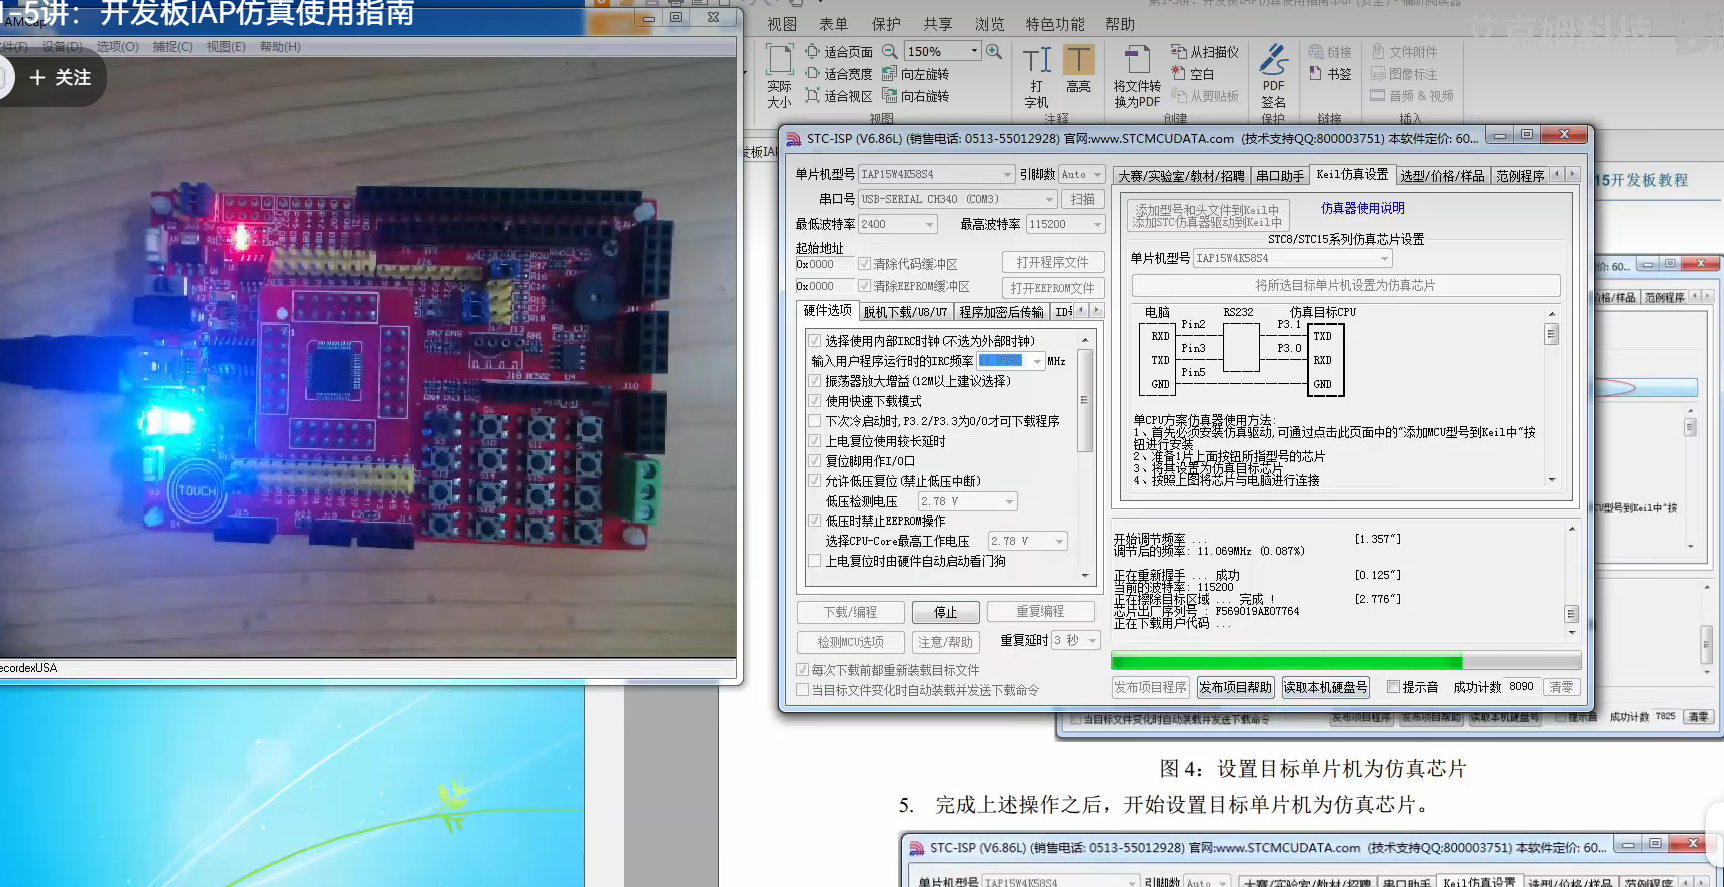 1-5讲：开发板IAP仿真使用指南
设备(D) 选项(O) 捕捉(C) 视图(E) 帮助(H)
关注
TOUCH
ecordexUSA
视图 表单 保护 共享 浏览 特色功能 帮助
实际大小
适合页面 150%
适合宽度 向左旋转
适合视区 向右旋转
视图
打字机
高亮
注释
将文件转换为PDF
从扫描仪
空白
从剪贴板
创建
PDF签名
保护
链接
书签
链接
文件附件
图像标注
音频 & 视频
插入
艾克姆科技
15开发板教程
STC-ISP (V6.86L) (销售电话: 0513-55012928) 官网:www.STCMCUDATA.com (技术支持QQ:800003751) 本软件定价: 60...
单片机型号 IAP15W4K58S4 引脚数 Auto
串口号 USB-SERIAL CH340 (COM3) 扫描
最低波特率 2400 最高波特率 115200
起始地址
0x0000 清除代码缓冲区 打开程序文件
0x0000 清除EEPROM缓冲区 打开EEPROM文件
硬件选项 脱机下载/U8/U7 程序加密后传输
选择使用内部IRC时钟(不选为外部时钟)
输入用户程序运行时的IRC频率 11.0592 MHz
振荡器放大增益(12M以上建议选择)
使用快速下载模式
下次冷启动时,P3.2/P3.3为0/0才可下载程序
上电复位使用较长延时
复位脚用作I/O口
允许低压复位(禁止低压中断)
低压检测电压 2.78 V
低压时禁止EEPROM操作
选择CPU-Core最高工作电压 2.78 V
上电复位时由硬件自动启动看门狗
下载/编程 停止 重复编程
检测MCU选项 注意/帮助 重复延时 3 秒
每次下载前都重新装载目标文件
当目标文件变化时自动装载并发送下载命令
大赛/实验室/教材/招聘 串口助手 Keil仿真设置 选型/价格/样品 范例程序
添加型号和头文件到Keil中
添加STC仿真器驱动到Keil中
仿真器使用说明
STC8/STC15系列仿真芯片设置
单片机型号 IAP15W4K58S4
将所选目标单片机设置为仿真芯片
电脑 RS232 仿真目标CPU
RXD Pin2 P3.1 TXD
TXD Pin3 P3.0 RXD
GND Pin5 GND
单CPU方案仿真器使用方法:
1、首先必须安装仿真驱动,可通过点击此页面中的"添加MCU型号到Keil中"按
钮进行安装
2、准备1片上面按钮所指型号的芯片
3、将其设置为仿真目标芯片
4、按照上图将芯片与电脑进行连接
开始调节频率 ... [1.357"]
调节后的频率: 11.069MHz (0.087%)
正在重新握手 ... 成功 [0.125"]
当前的波特率: 115200
正在擦除目标区域 ... 完成 ! [2.776"]
芯片出厂序列号 : F569019AE07764
正在下载用户代码 ...
发布项目程序 发布项目帮助 读取本机硬盘号 提示音 成功计数 8090 清零
价: 60...
价格/样品 范例程序
CU型号到Keil中"按
当目标文件变化时自动装载并发送下载命令 发布项目程序 发布项目帮助 读取本机硬盘号 提示音 成功计数 7825 清零
图 4：设置目标单片机为仿真芯片
5. 完成上述操作之后，开始设置目标单片机为仿真芯片。
STC-ISP (V6.86L) (销售电话: 0513-55012928) 官网:www.STCMCUDATA.com (技术支持QQ:800003751) 本软件定价: 60...
单片机型号 IAP15W4K58S4 引脚数 Auto 大赛/实验室/教材/招聘 串口助手 Keil仿真设置 选型/价格/样品 范例程序